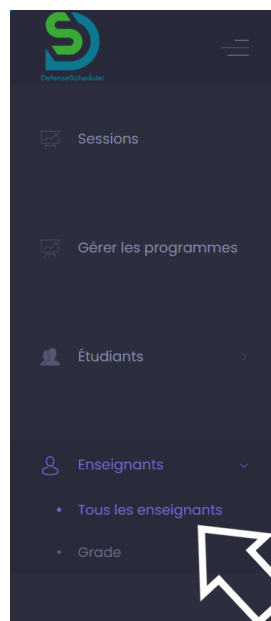 DefenseScheduler
Sessions
Gérer les programmes
Étudiants
Enseignants
Tous les enseignants
Grade